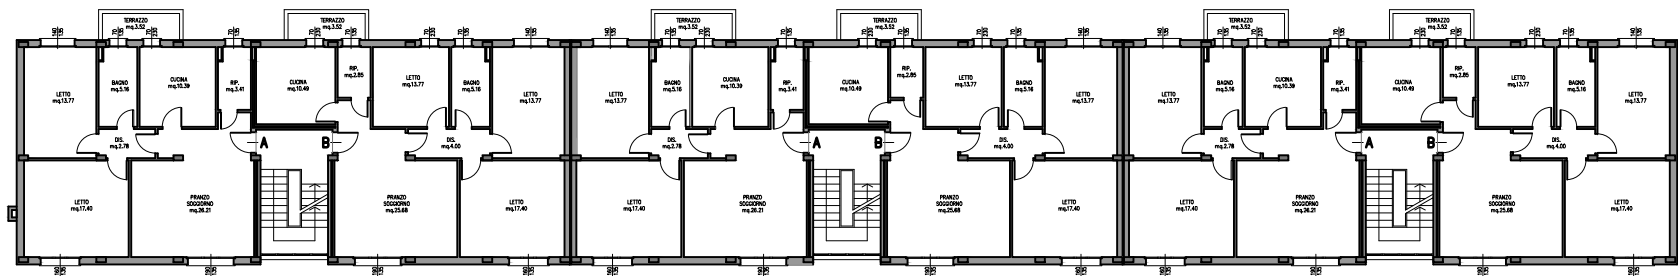 TERRAZZO
mq.3.52
TERRAZZO
mq.3.52
TERRAZZO
mq.3.52
TERRAZZO
mq.3.52
TERRAZZO
mq.3.52
TERRAZZO
mq.3.52
LETTO
mq.13.77
BAGNO
mq.5.16
CUCINA
mq.10.39
RIP.
mq.3.41
CUCINA
mq.10.49
RIP.
mq.2.85
LETTO
mq.13.77
BAGNO
mq.5.16
LETTO
mq.13.77
DIS.
mq.2.78
A
B
DIS.
mq.4.00
LETTO
mq.17.40
PRANZO
SOGGIORNO
mq.26.21
PRANZO
SOGGIORNO
mq.25.68
LETTO
mq.17.40
LETTO
mq.13.77
BAGNO
mq.5.16
CUCINA
mq.10.39
RIP.
mq.3.41
CUCINA
mq.10.49
RIP.
mq.2.85
LETTO
mq.13.77
BAGNO
mq.5.16
LETTO
mq.13.77
DIS.
mq.2.78
A
B
DIS.
mq.4.00
LETTO
mq.17.40
PRANZO
SOGGIORNO
mq.26.21
PRANZO
SOGGIORNO
mq.25.68
LETTO
mq.17.40
LETTO
mq.13.77
BAGNO
mq.5.16
CUCINA
mq.10.39
RIP.
mq.3.41
CUCINA
mq.10.49
RIP.
mq.2.85
LETTO
mq.13.77
BAGNO
mq.5.16
LETTO
mq.13.77
DIS.
mq.2.78
A
B
DIS.
mq.4.00
LETTO
mq.17.40
PRANZO
SOGGIORNO
mq.26.21
PRANZO
SOGGIORNO
mq.25.68
LETTO
mq.17.40